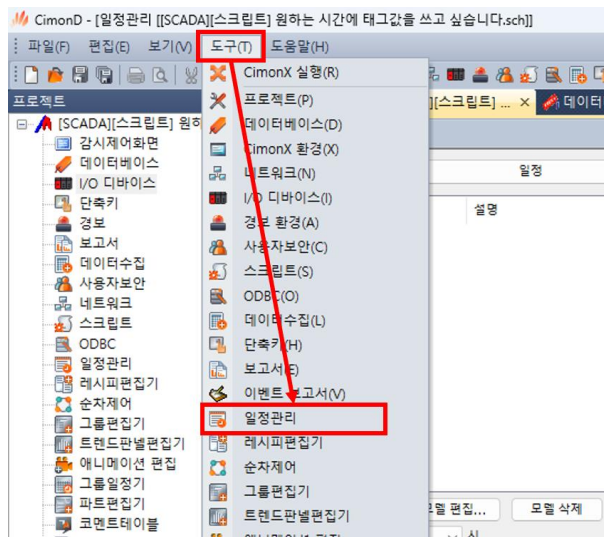 CimonD - [일정관리 [[SCADA][스크립트] 원하는 시간에 태그값을 쓰고 싶습니다.sch]]
파일(F) 편집(E) 보기(V) 도구(T) 도움말(H)
프로젝트
[SCADA][스크립트] 원하
감시제어화면
데이터베이스
I/O 디바이스
단축키
경보
보고서
데이터수집
사용자보안
네트워크
스크립트
ODBC
일정관리
레시피편집기
순차제어
그룹편집기
트렌드판넬편집기
애니메이션 편집
그룹일정기
파트편집기
코멘트테이블
CimonX 실행(R)
프로젝트(P)
데이터베이스(D)
CimonX 환경(X)
네트워크(N)
I/O 디바이스(I)
경보 환경(A)
사용자보안(C)
스크립트(S)
ODBC(O)
데이터수집(L)
단축키(H)
보고서(E)
이벤트 보고서(V)
일정관리
레시피편집기
순차제어
그룹편집기
트렌드판넬편집기
][스크립트] ... × 데이터
일정
설명
모델 편집... 모델 삭제
시